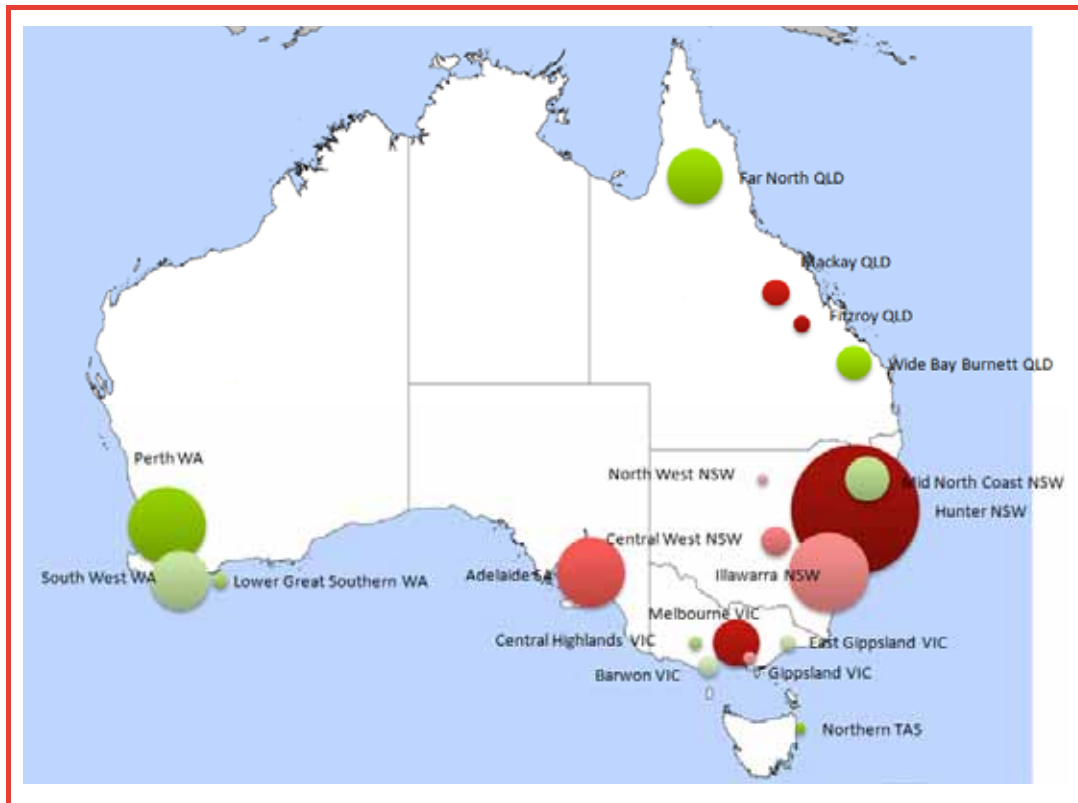 Far North QLD
Mackay QLD
Fitzroy QLD
Wide Bay Burnett QLD
Perth WA
North West NSW
Mid North Coast NSW
Hunter NSW
Central West NSW
South West WA
Lower Great Southern WA
Adelaide SA
Illawarra NSW
Melbourne VIC
Central Highlands VIC
East Gippsland VIC
Barwon VIC
Gippsland VIC
Northern TAS